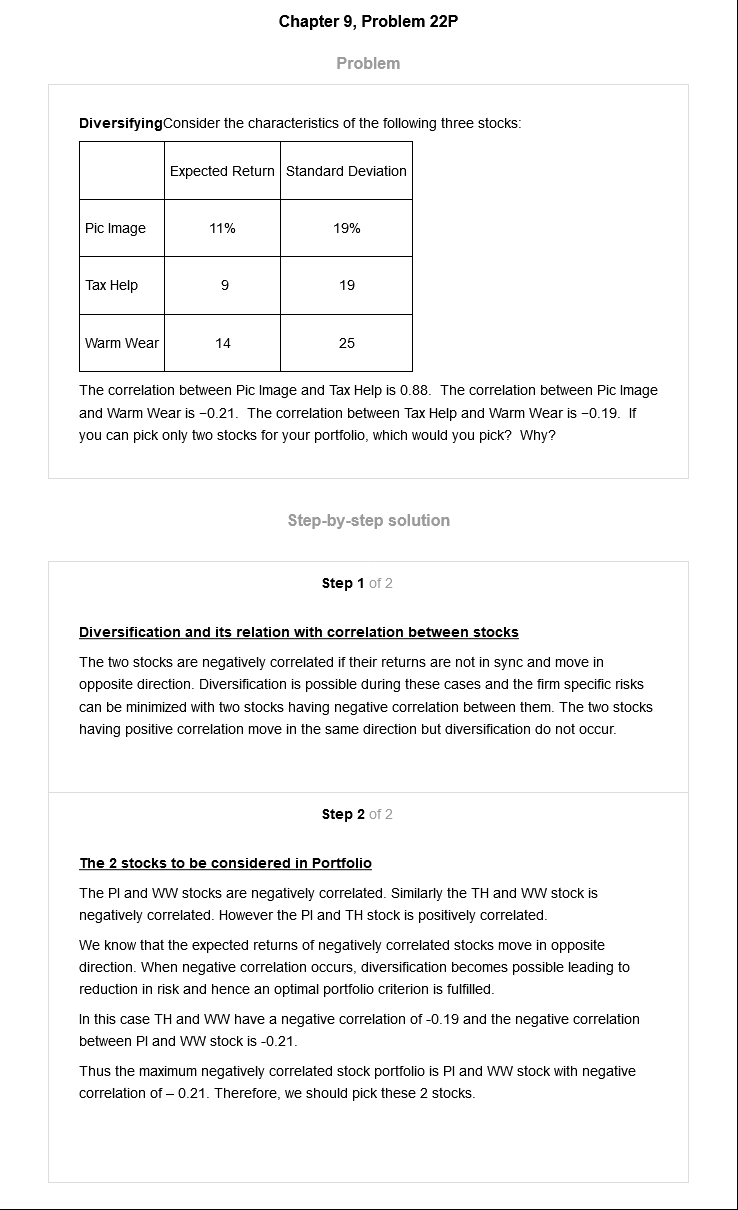 Chapter 9, Problem 22P
Problem
DiversifyingConsider the characteristics of the following three stocks:
Expected Return Standard Deviation
Pic Image 11% 19%
Tax Help 9 19
Warm Wear 14 25
The correlation between Pic Image and Tax Help is 0.88. The correlation between Pic Image
and Warm Wear is −0.21. The correlation between Tax Help and Warm Wear is −0.19. If
you can pick only two stocks for your portfolio, which would you pick? Why?
Step-by-step solution
Step 1 of 2
Diversification and its relation with correlation between stocks
The two stocks are negatively correlated if their returns are not in sync and move in
opposite direction. Diversification is possible during these cases and the firm specific risks
can be minimized with two stocks having negative correlation between them. The two stocks
having positive correlation move in the same direction but diversification do not occur.
Step 2 of 2
The 2 stocks to be considered in Portfolio
The PI and WW stocks are negatively correlated. Similarly the TH and WW stock is
negatively correlated. However the PI and TH stock is positively correlated.
We know that the expected returns of negatively correlated stocks move in opposite
direction. When negative correlation occurs, diversification becomes possible leading to
reduction in risk and hence an optimal portfolio criterion is fulfilled.
In this case TH and WW have a negative correlation of -0.19 and the negative correlation
between PI and WW stock is -0.21.
Thus the maximum negatively correlated stock portfolio is PI and WW stock with negative
correlation of – 0.21. Therefore, we should pick these 2 stocks.